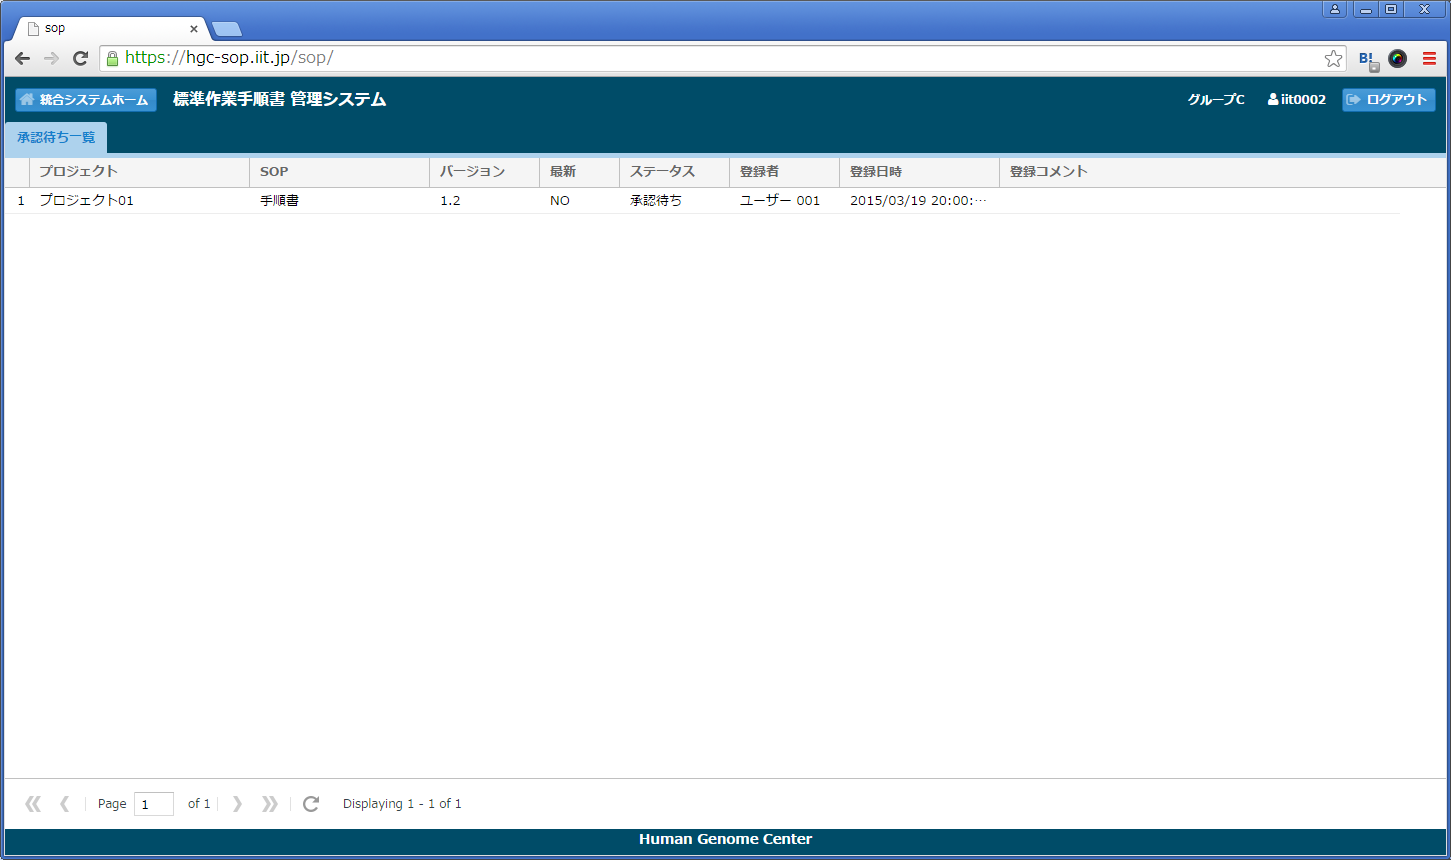 sop
https://hgc-sop.iit.jp/sop/
B!
統合システムホーム 標準作業手順書 管理システム グループC iit0002 ログアウト
承認待ち一覧
プロジェクト SOP バージョン 最新 ステータス 登録者 登録日時 登録コメント
1 プロジェクト01 手順書 1.2 NO 承認待ち ユーザー 001 2015/03/19 20:00:…
Page 1 of 1 Displaying 1 - 1 of 1
Human Genome Center